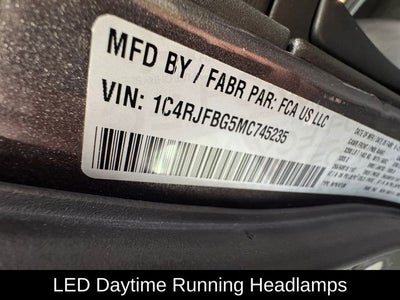 MFD BY / FABR PAR: FCA US LLC
VIN: 1C4RJFBG5MC745235
LED Daytime Running Headlamps